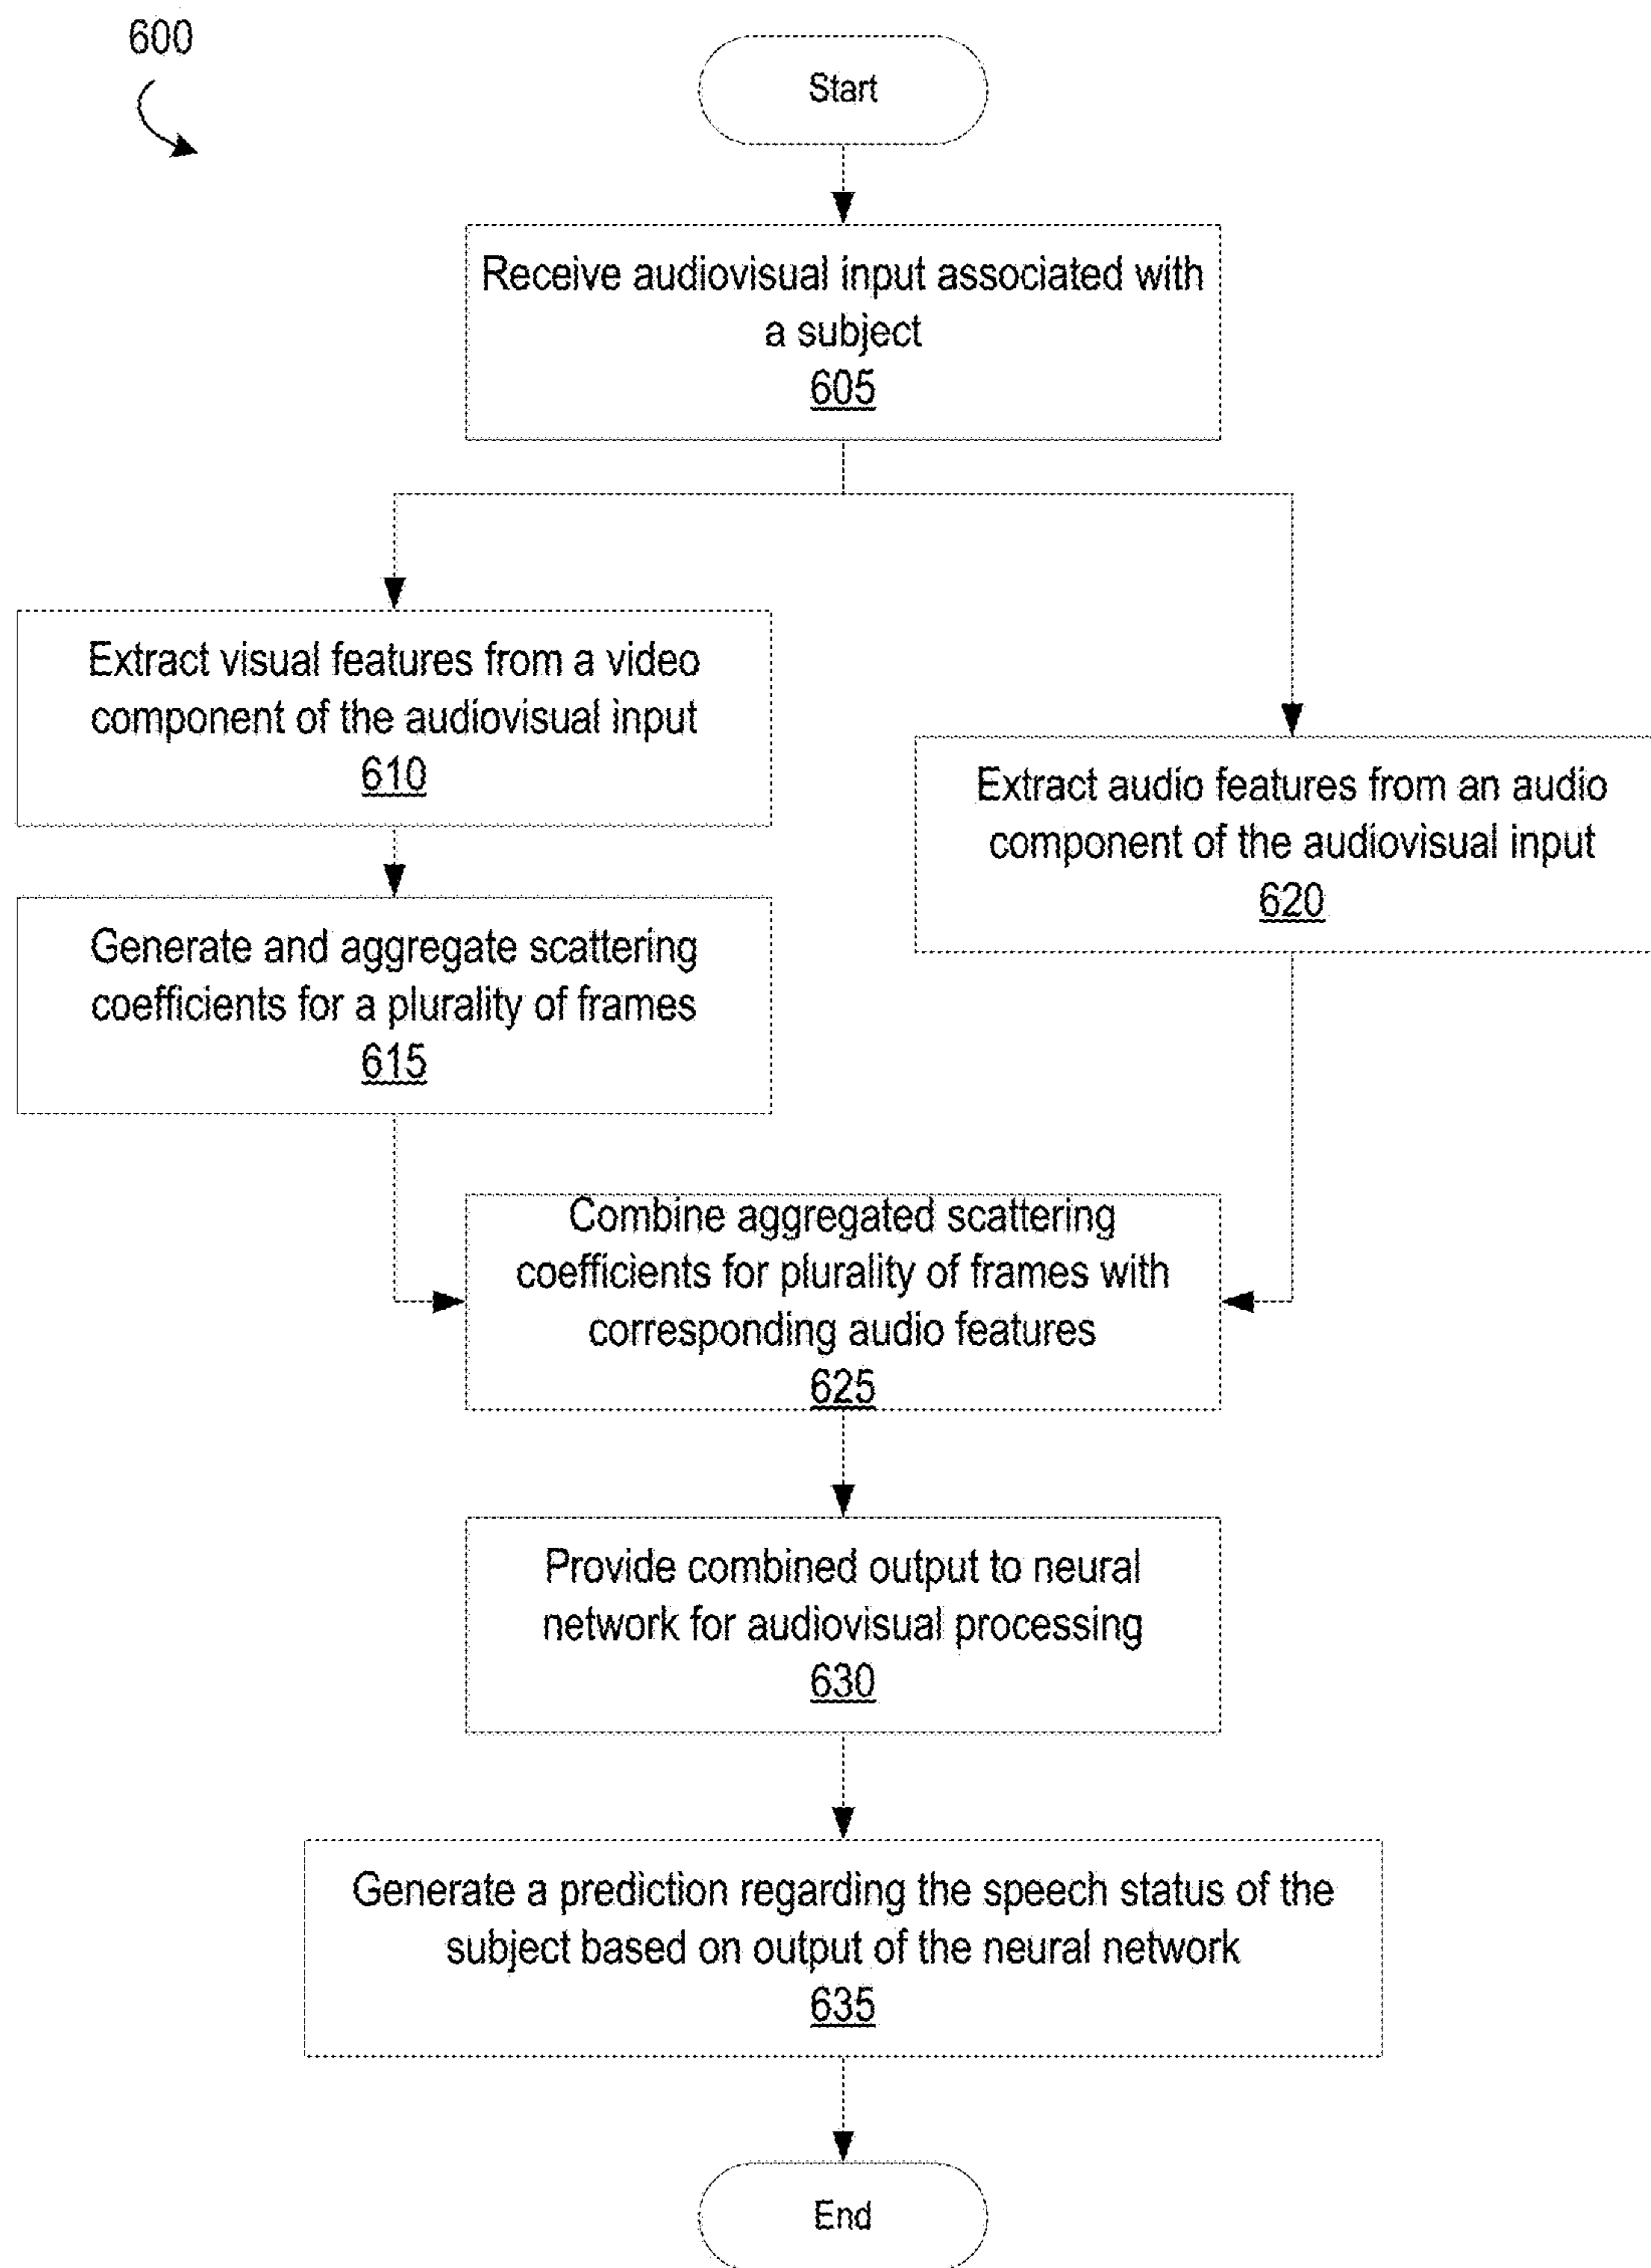 600
Start
Receive audiovisual input associated with
a subject
605
Extract visual features from a video
component of the audiovisual input
610
Extract audio features from an audio
component of the audiovisual input
620
Generate and aggregate scattering
coefficients for a plurality of frames
615
Combine aggregated scattering
coefficients for plurality of frames with
corresponding audio features
625
Provide combined output to neural
network for audiovisual processing
630
Generate a prediction regarding the speech status of the
subject based on output of the neural network
635
End